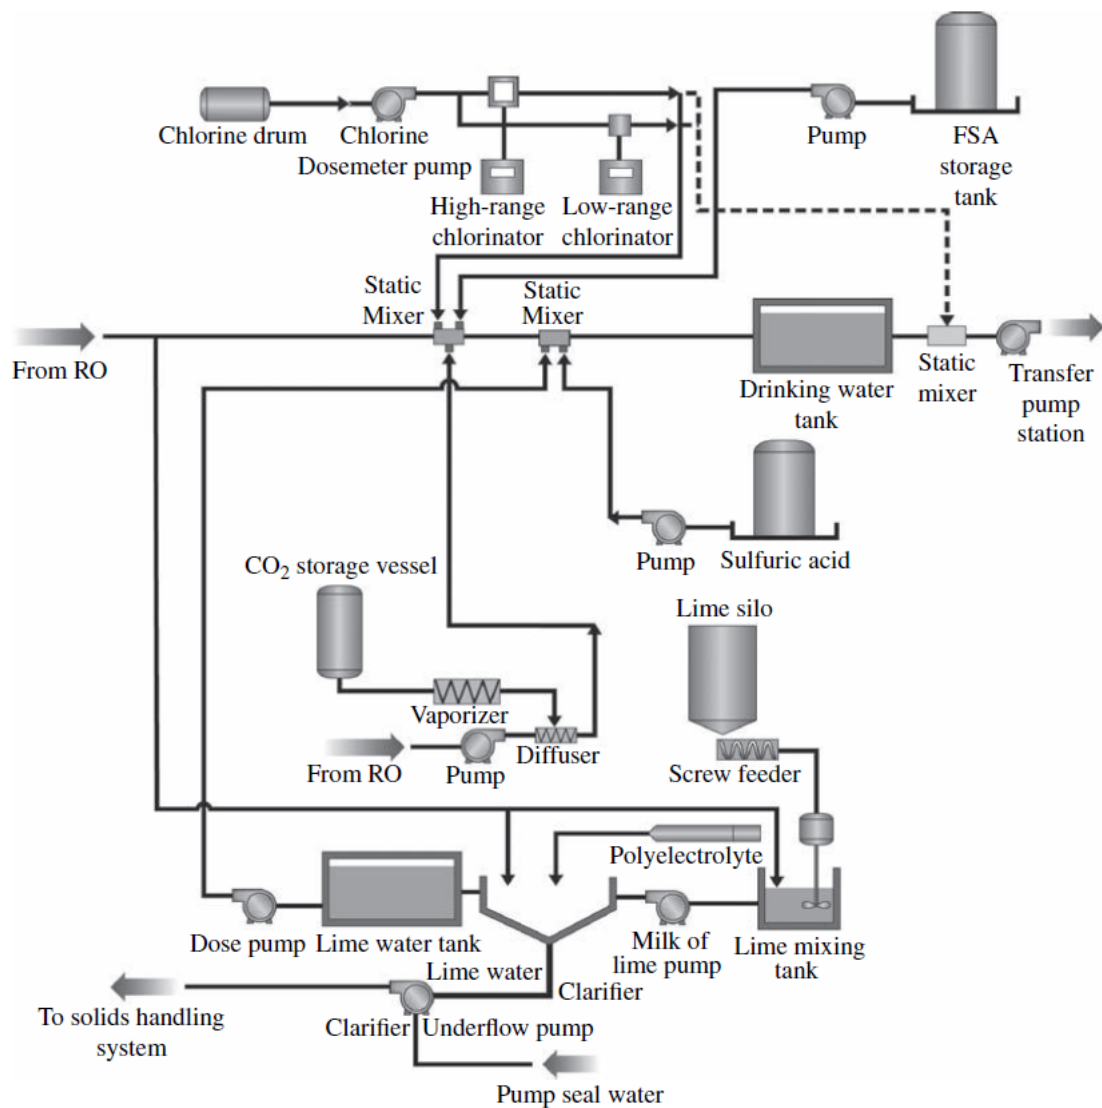 Chlorine drum
Chlorine
Dosemeter pump
High-range
chlorinator
Low-range
chlorinator
Pump
FSA
storage
tank
Static
Mixer
Static
Mixer
From RO
Drinking water
tank
Static
mixer
Transfer
pump
station
Pump
Sulfuric acid
CO₂ storage vessel
Lime silo
Vaporizer
Diffuser
From RO
Pump
Screw feeder
Polyelectrolyte
Dose pump
Lime water tank
Lime water
Clarifier
Milk of
lime pump
Lime mixing
tank
To solids handling
system
Clarifier
Underflow pump
Pump seal water